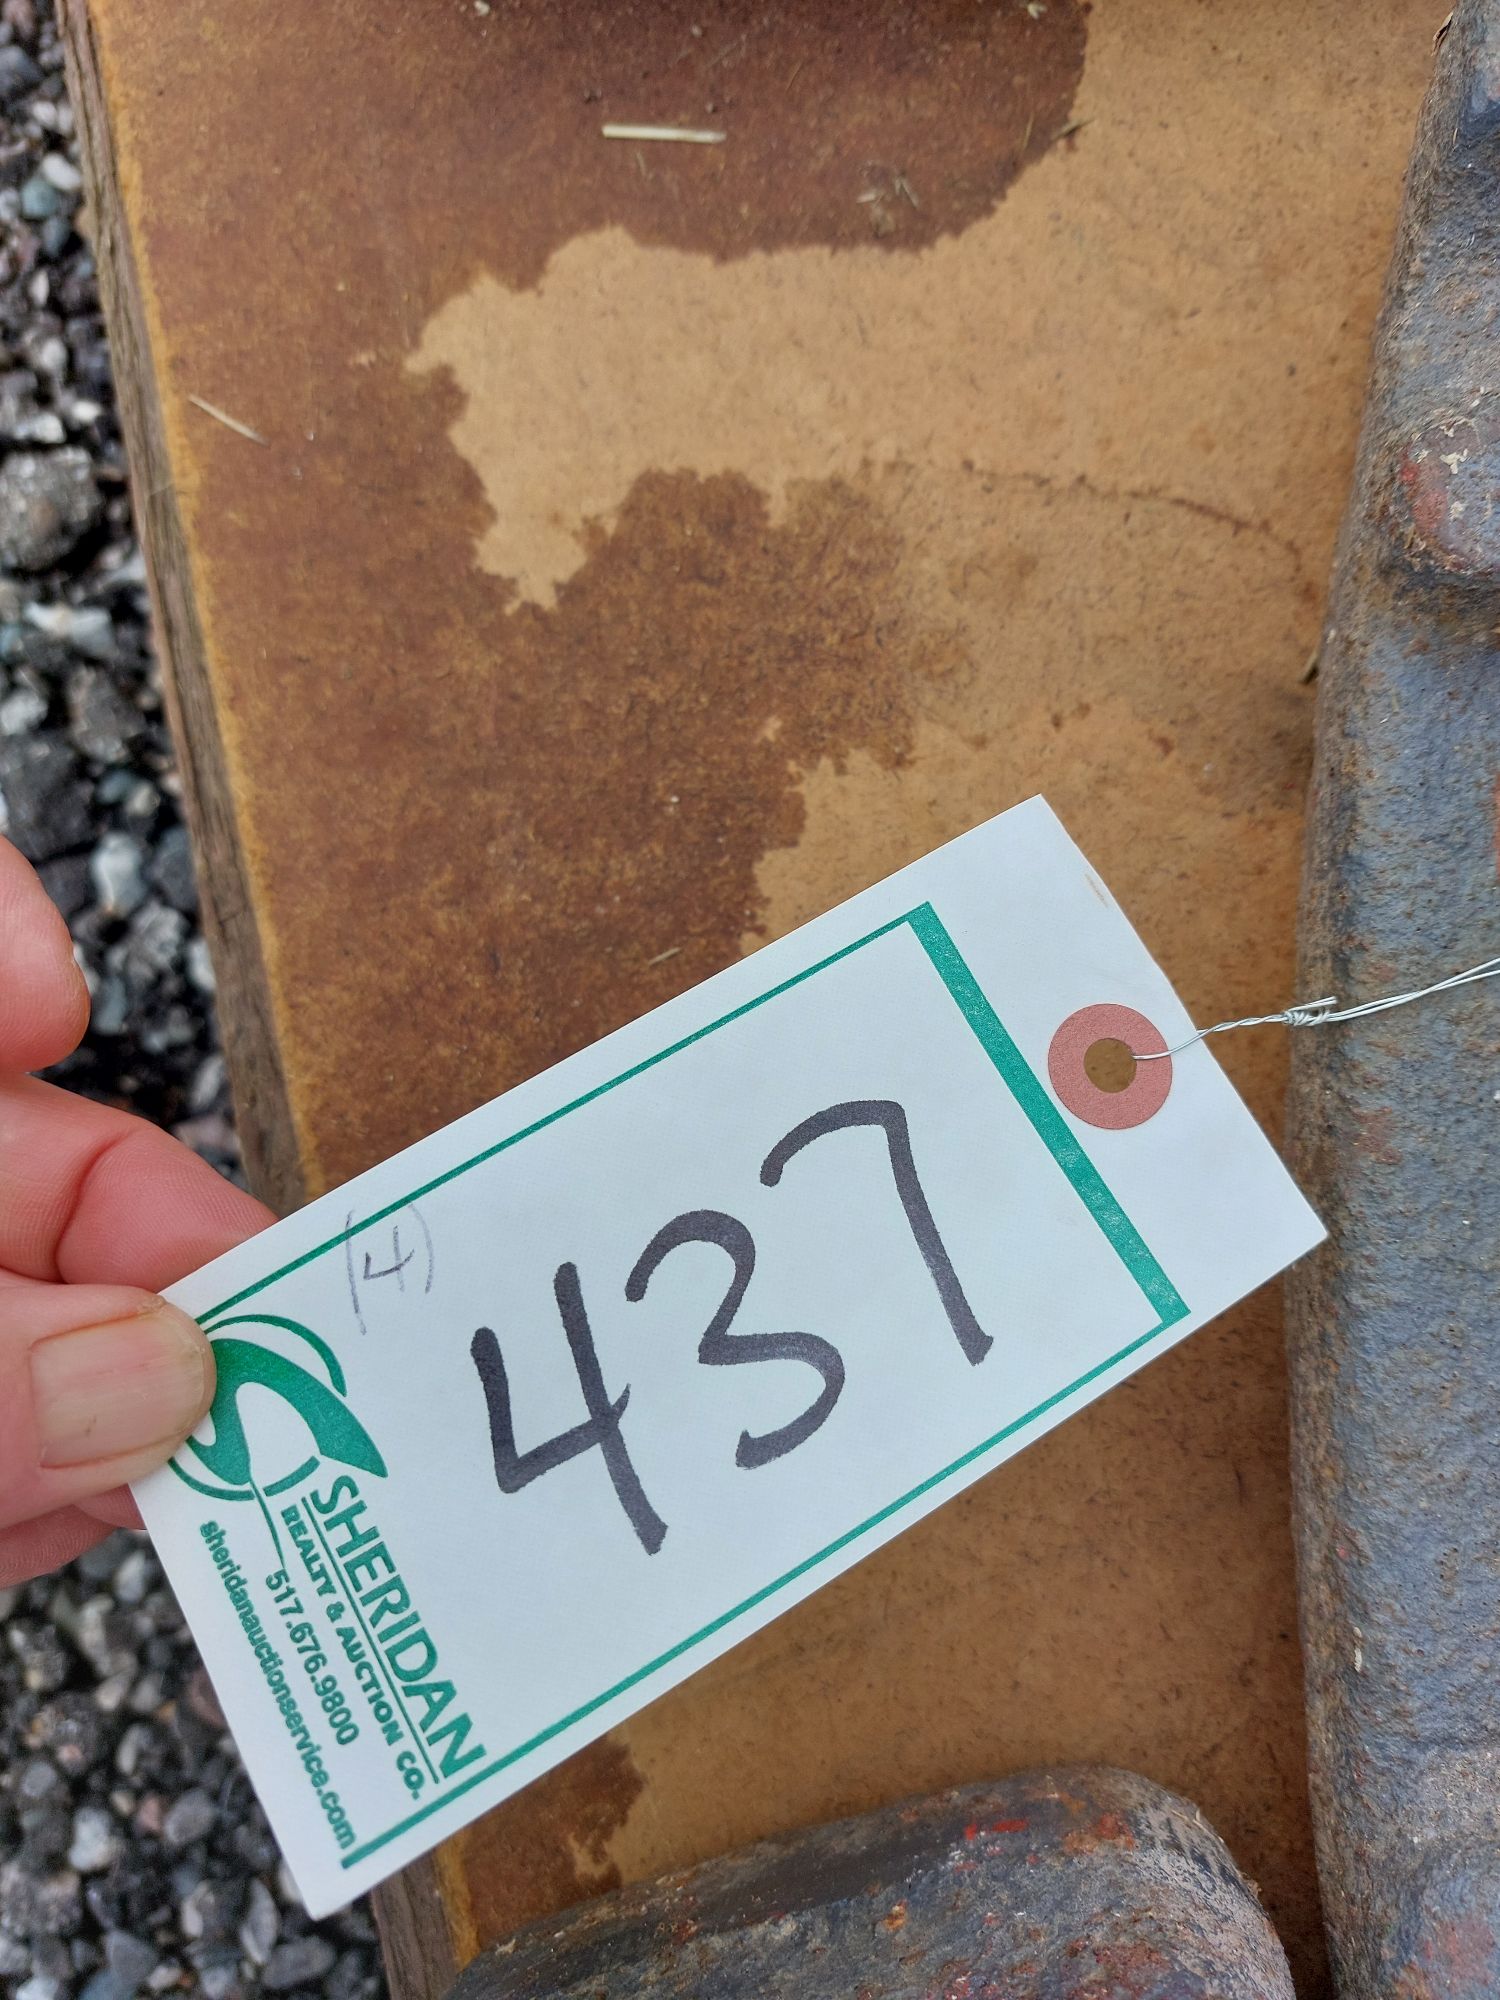 (4)
437
SHERIDAN
REALTY & AUCTION CO.
517.676.9800
sheridanauctionservice.com